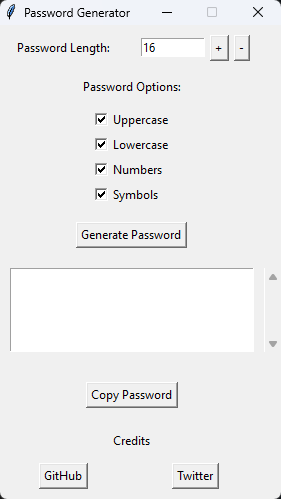 Password Generator
Password Length: 16 + -
Password Options:
Uppercase
Lowercase
Numbers
Symbols
Generate Password
Copy Password
Credits
GitHub Twitter